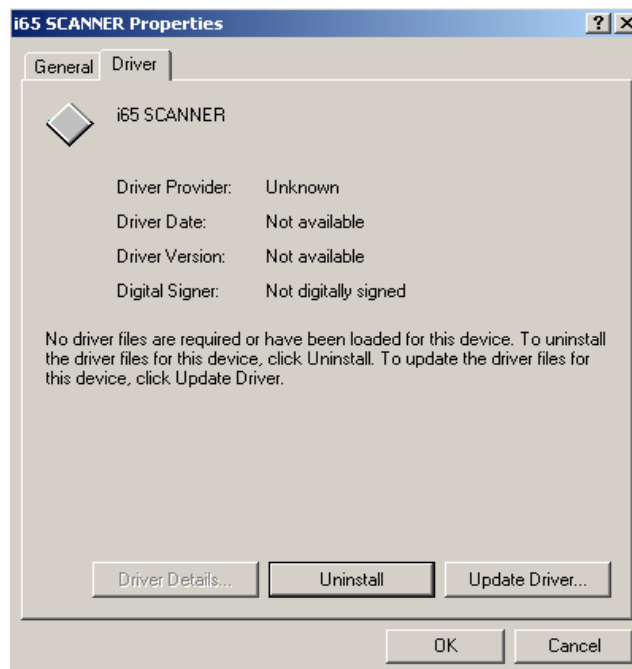 i65 SCANNER Properties
General
Driver
i65 SCANNER
Driver Provider: Unknown
Driver Date: Not available
Driver Version: Not available
Digital Signer: Not digitally signed
No driver files are required or have been loaded for this device. To uninstall
the driver files for this device, click Uninstall. To update the driver files for
this device, click Update Driver.
Driver Details...
Uninstall
Update Driver...
OK
Cancel